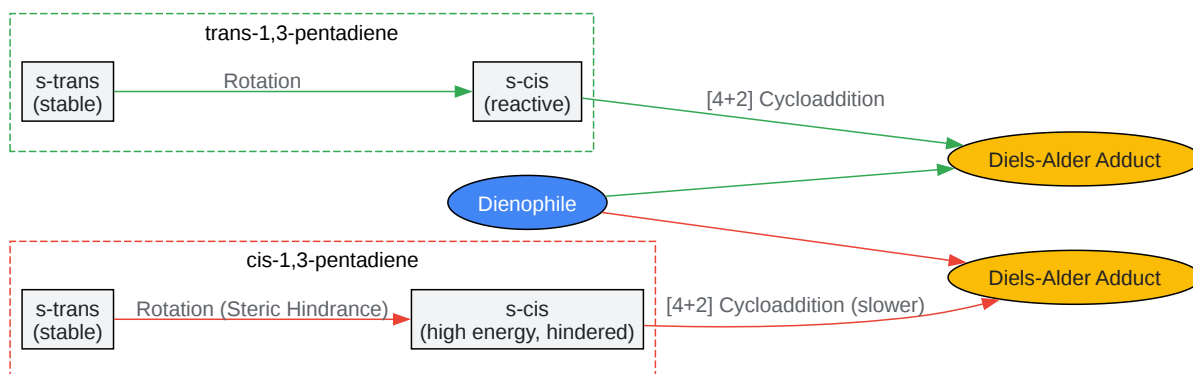 trans-1,3-pentadiene
s-trans
(stable)
Rotation
s-cis
(reactive)
[4+2] Cycloaddition
Diels-Alder Adduct
Dienophile
cis-1,3-pentadiene
s-trans
(stable)
Rotation (Steric Hindrance)
s-cis
(high energy, hindered)
[4+2] Cycloaddition (slower)
Diels-Alder Adduct